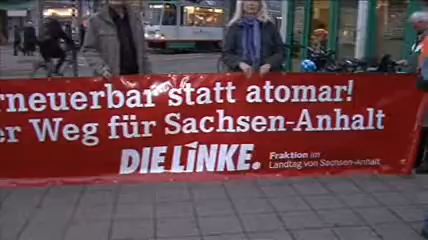 rneuerbar statt atomar!
er Weg für Sachsen-Anhalt
DIE LINKE.
Fraktion im
Landtag von Sachsen-Anhalt